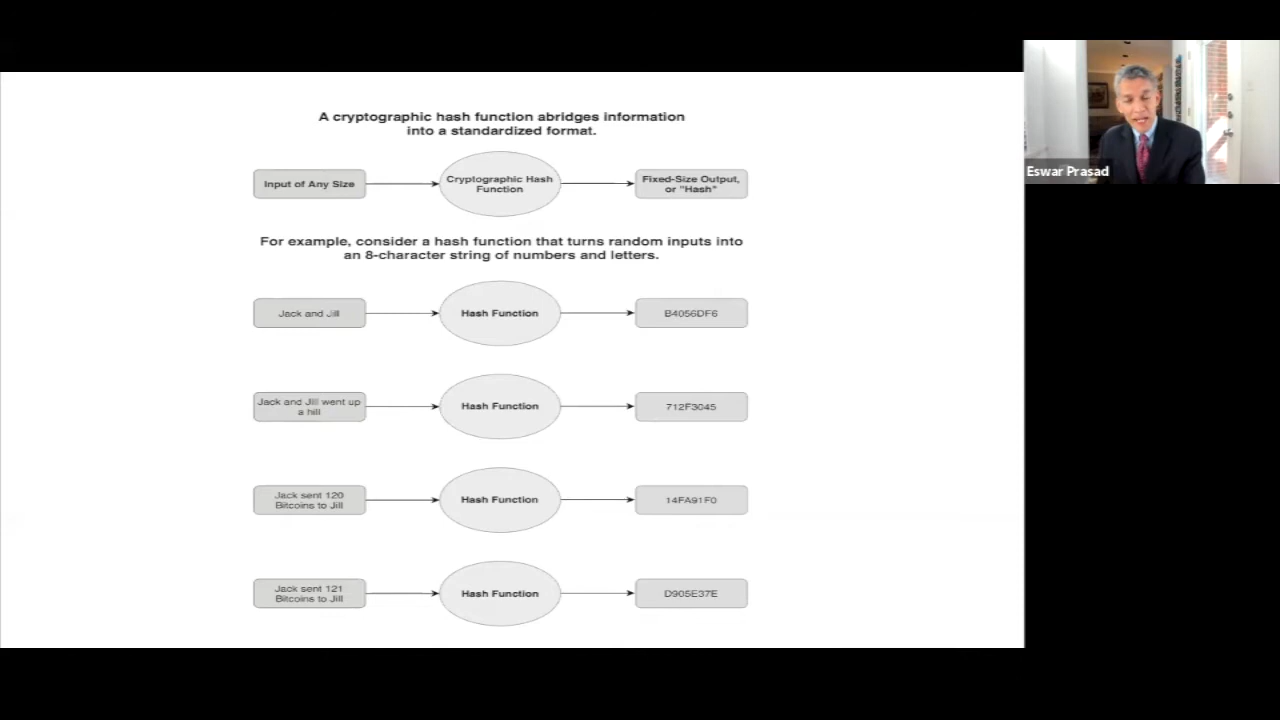 A cryptographic hash function abridges information
into a standardized format.
Input of Any Size
Cryptographic Hash
Function
Fixed-Size Output,
or "Hash"
For example, consider a hash function that turns random inputs into
an 8-character string of numbers and letters.
Jack and Jill
Hash Function
B4056DF6
Jack and Jill went up
a hill
Hash Function
712F3045
Jack sent 120
Bitcoins to Jill
Hash Function
14FA91F0
Jack sent 121
Bitcoins to Jill
Hash Function
D905E37E
Eswar Prasad